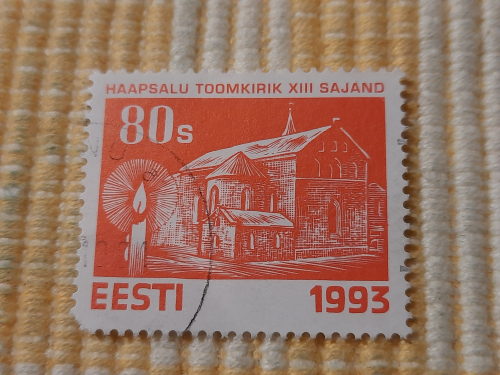 HAAPSALU TOOMKIRIK XIII SAJAND
80s
EESTI 1993